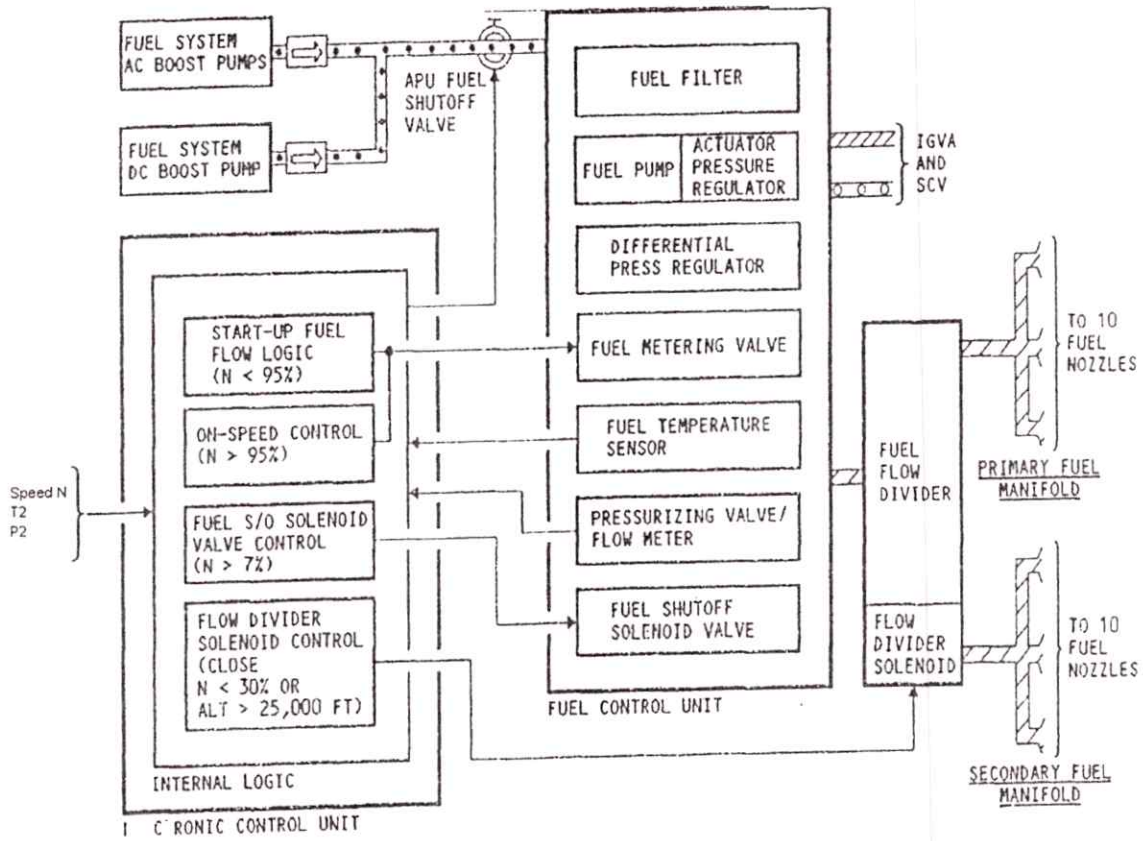 FUEL SYSTEM
AC BOOST PUMPS
FUEL SYSTEM
DC BOOST PUMP
APU FUEL
SHUTOFF
VALVE
FUEL FILTER
FUEL PUMP
ACTUATOR
PRESSURE
REGULATOR
IGVA
AND
SCV
DIFFERENTIAL
PRESS REGULATOR
START-UP FUEL
FLOW LOGIC
(N < 95%)
FUEL METERING VALVE
ON-SPEED CONTROL
(N > 95%)
FUEL TEMPERATURE
SENSOR
Speed N
T2
P2
FUEL S/O SOLENOID
VALVE CONTROL
(N > 7%)
PRESSURIZING VALVE/
FLOW METER
FLOW DIVIDER
SOLENOID CONTROL
(CLOSE
N < 30% OR
ALT > 25,000 FT)
FUEL SHUTOFF
SOLENOID VALVE
FUEL CONTROL UNIT
INTERNAL LOGIC
C RONIC CONTROL UNIT
FUEL
FLOW
DIVIDER
FLOW
DIVIDER
SOLENOID
TO 10
FUEL
NOZZLES
PRIMARY FUEL
MANIFOLD
TO 10
FUEL
NOZZLES
SECONDARY FUEL
MANIFOLD